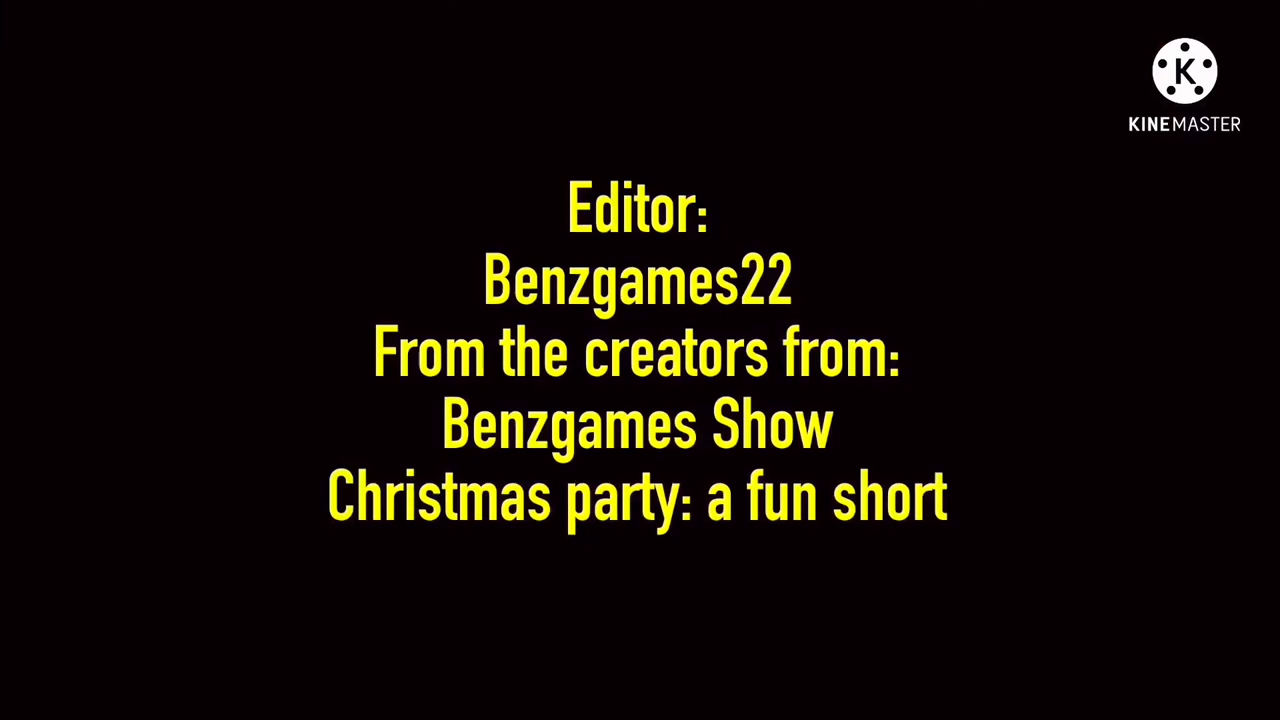 K
KINEMASTER
Editor:
Benzgames22
From the creators from:
Benzgames Show
Christmas party: a fun short